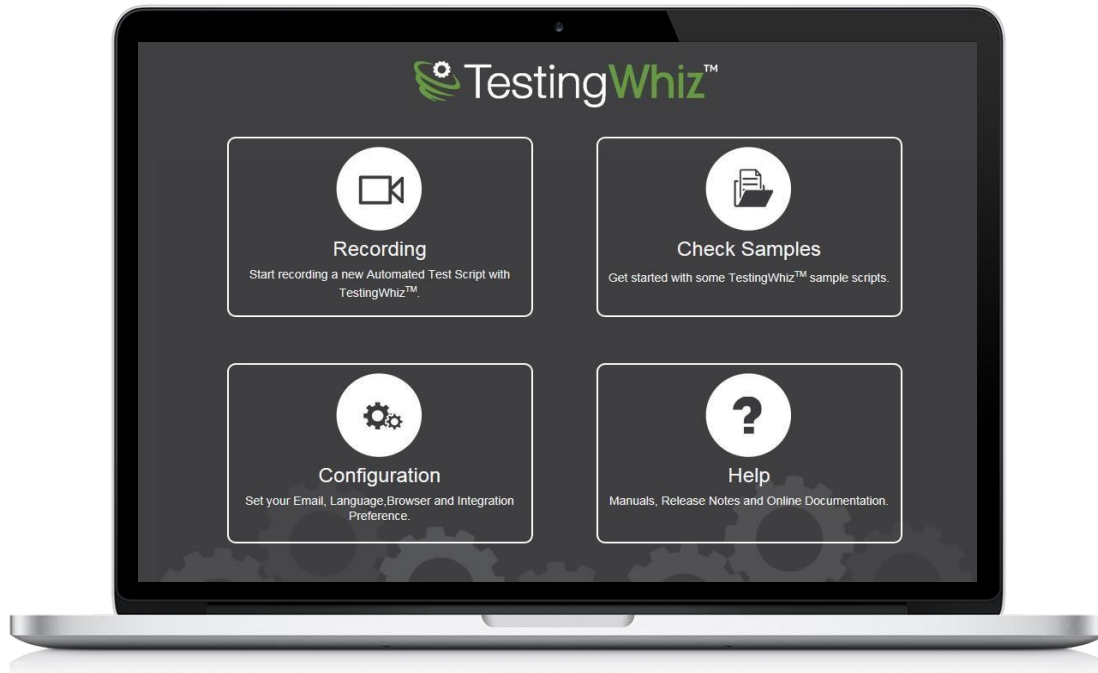 TestingWhiz™
Recording
Start recording a new Automated Test Script with
TestingWhiz™.
Check Samples
Get started with some TestingWhiz™ sample scripts.
Configuration
Set your Email, Language,Browser and Integration
Preference.
Help
Manuals, Release Notes and Online Documentation.